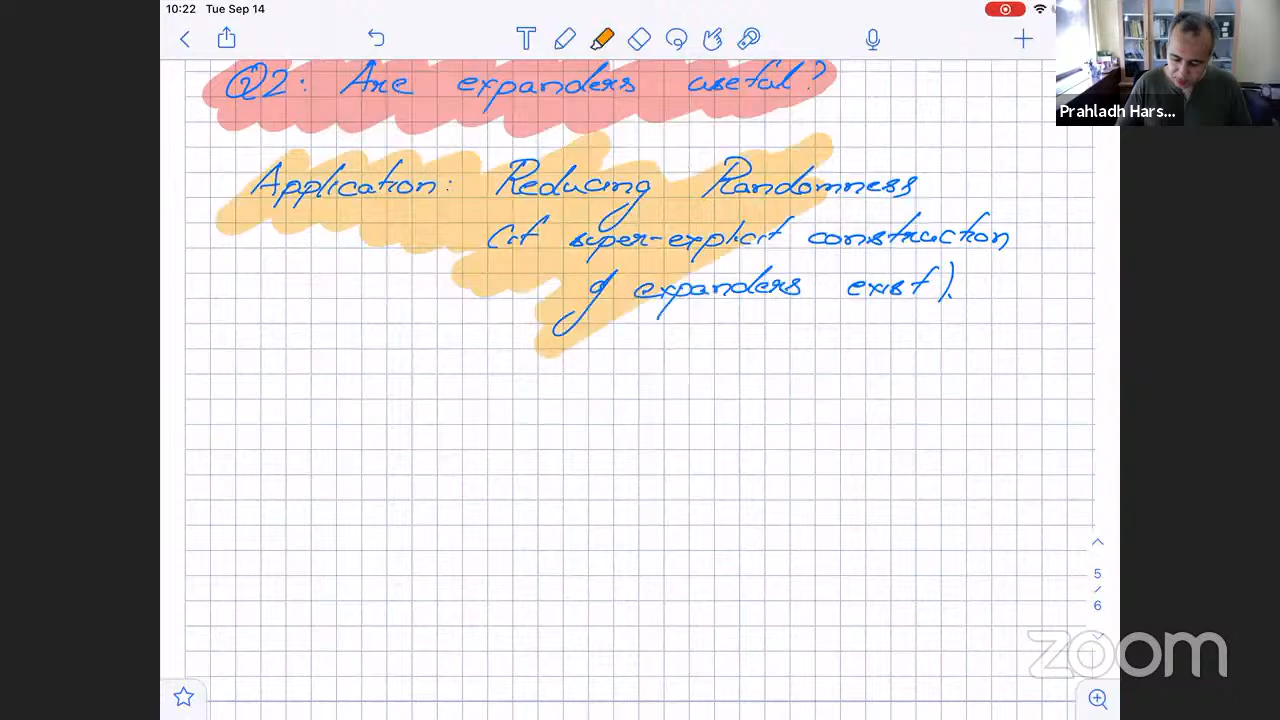 10:22 Tue Sep 14
Q2: Are expanders useful?
Application: Reducing Randomness
(if super-explicit construction
of expanders exist).
Prahladh Hars...
5
/
6
zoom